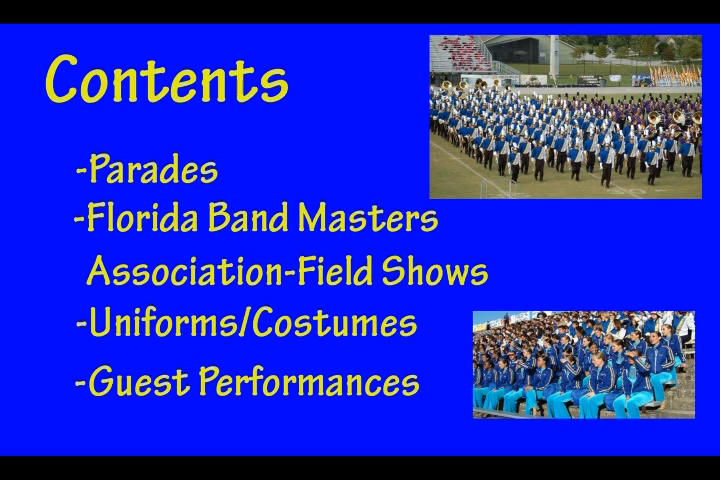 Contents
-Parades
-Florida Band Masters
Association-Field Shows
-Uniforms/Costumes
-Guest Performances